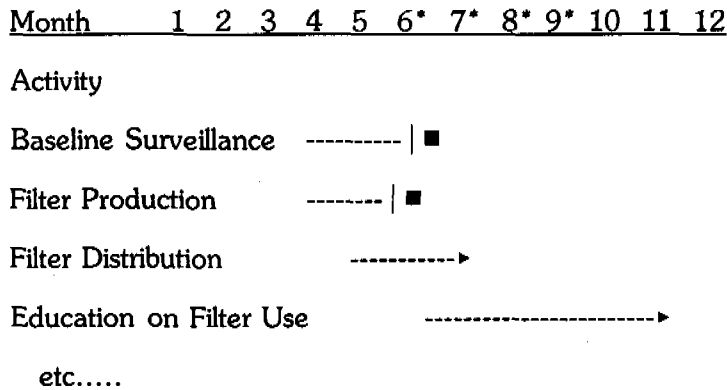 Month 1 2 3 4 5 6* 7* 8* 9* 10 11 12
Activity
Baseline Surveillance
Filter Production
Filter Distribution
Education on Filter Use
etc.....